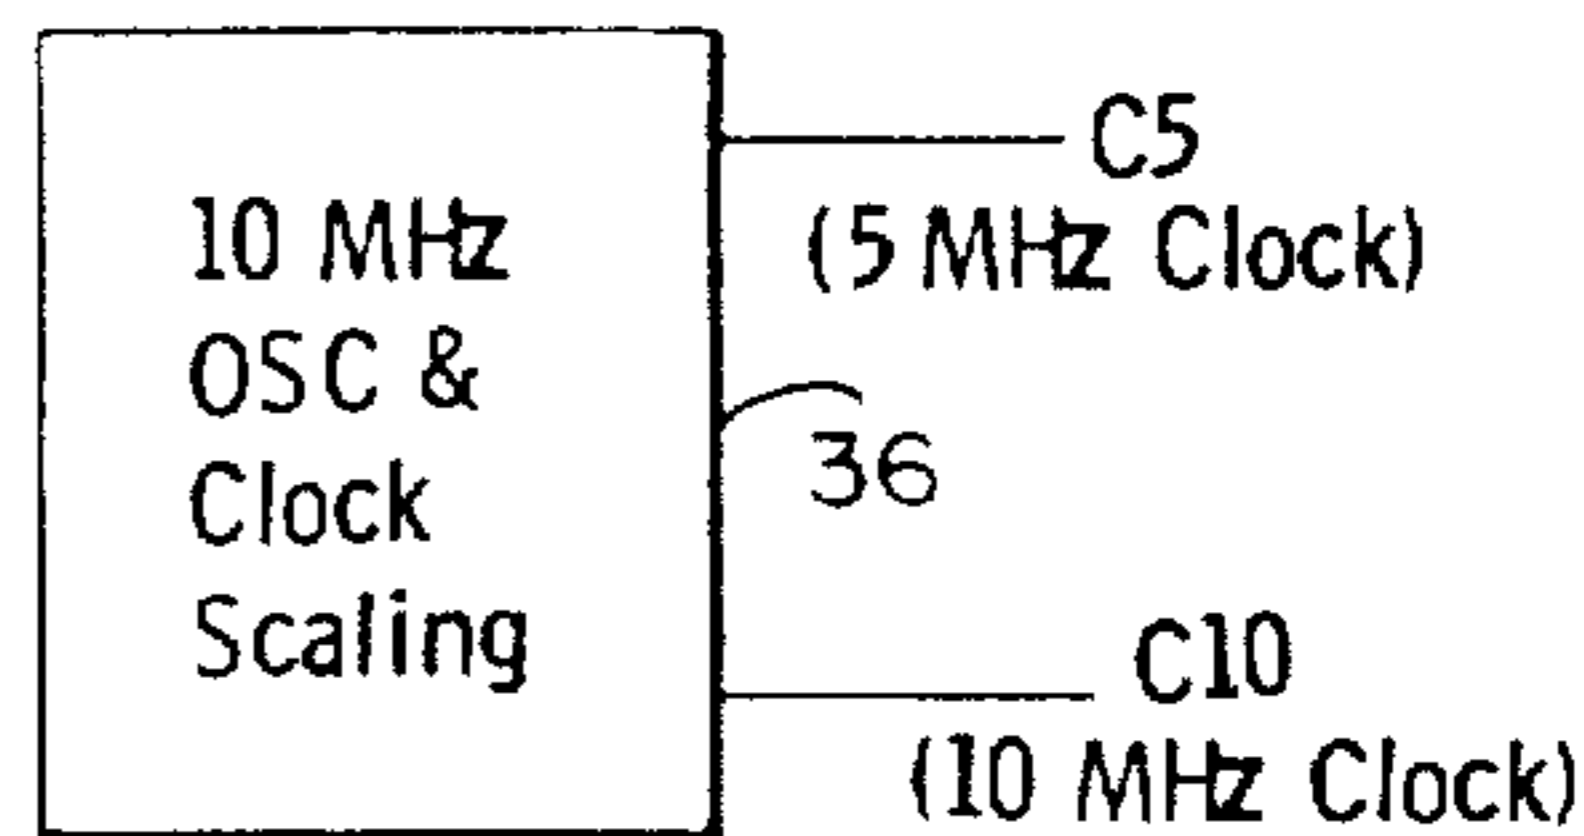 10 MHz
OSC &
Clock
Scaling
C5
(5 MHz Clock)
36
C10
(10 MHz Clock)